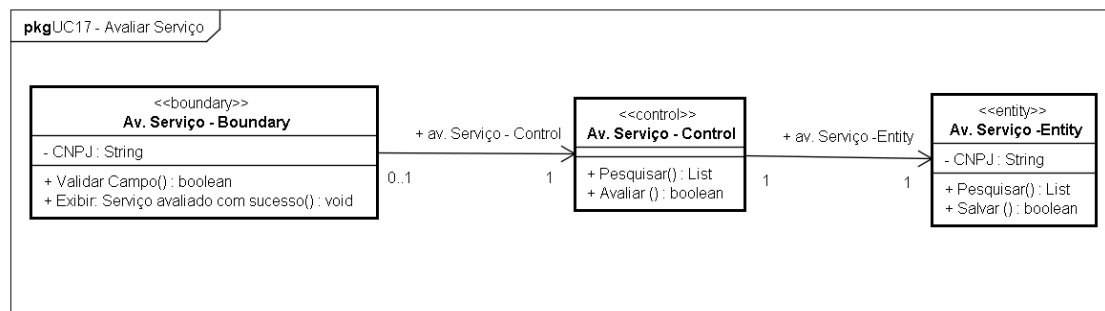 pkgUC17 - Avaliar Serviço
<<boundary>>
Av. Serviço - Boundary
- CNPJ : String
+ Validar Campo() : boolean
+ Exibir: Serviço avaliado com sucesso() : void
+ av. Serviço - Control
0..1
1
<<control>>
Av. Serviço - Control
+ Pesquisar() : List
+ Avaliar () : boolean
+ av. Serviço -Entity
1
1
<<entity>>
Av. Serviço -Entity
- CNPJ : String
+ Pesquisar() : List
+ Salvar () : boolean